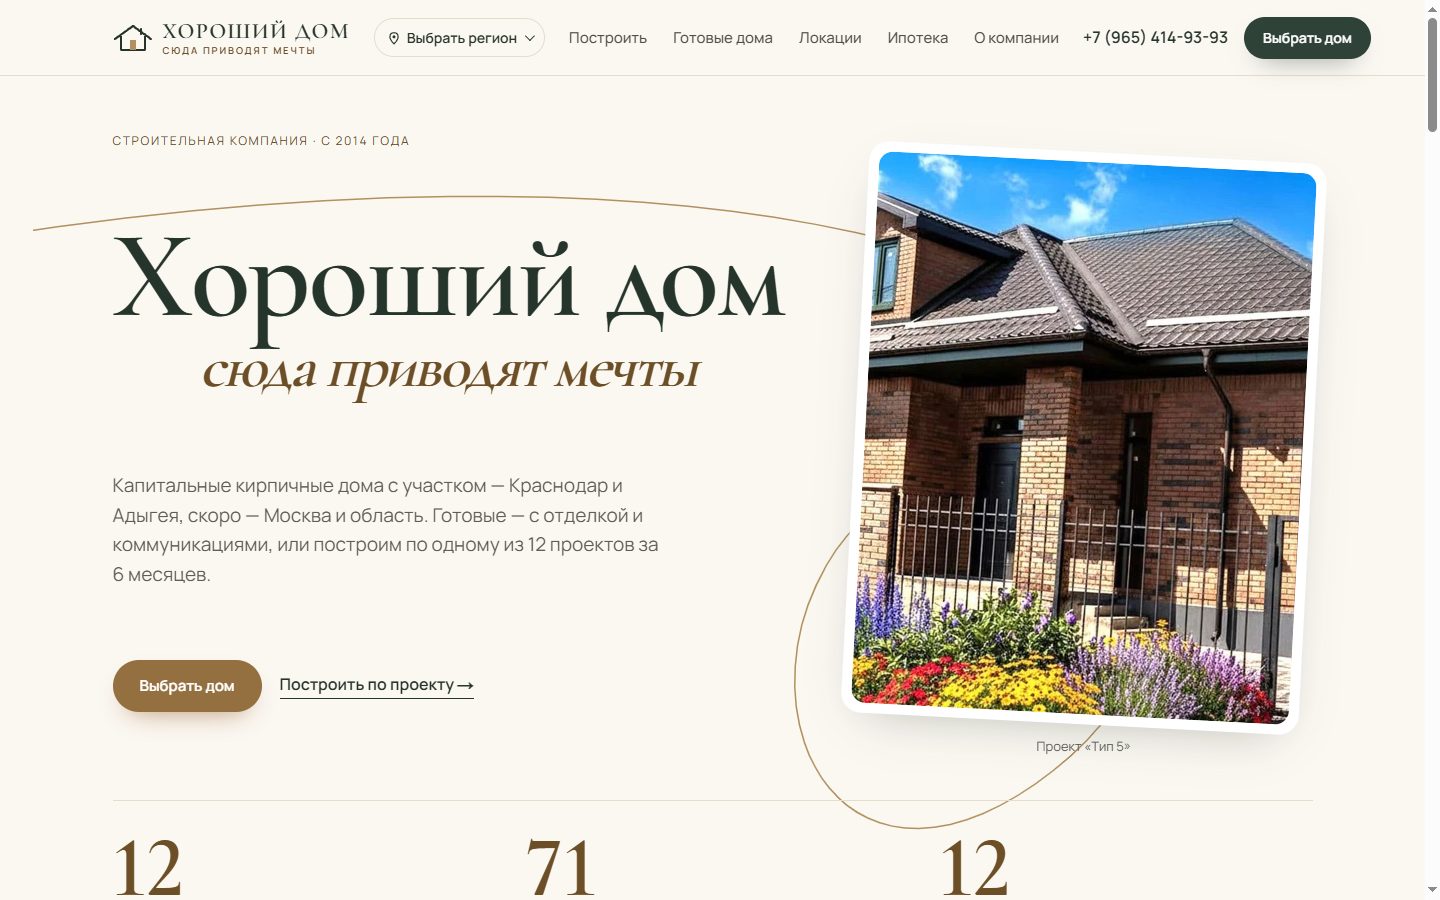 ХОРОШИЙ ДОМ
СЮДА ПРИВОДЯТ МЕЧТЫ
Выбрать регион
Построить
Готовые дома
Локации
Ипотека
О компании
+7 (965) 414-93-93
Выбрать дом
СТРОИТЕЛЬНАЯ КОМПАНИЯ · С 2014 ГОДА
Хороший дом
сюда приводят мечты
Капитальные кирпичные дома с участком — Краснодар и
Адыгея, скоро — Москва и область. Готовые — с отделкой и
коммуникациями, или построим по одному из 12 проектов за
6 месяцев.
Выбрать дом
Построить по проекту →
Проект «Тип 5»
12
71
12